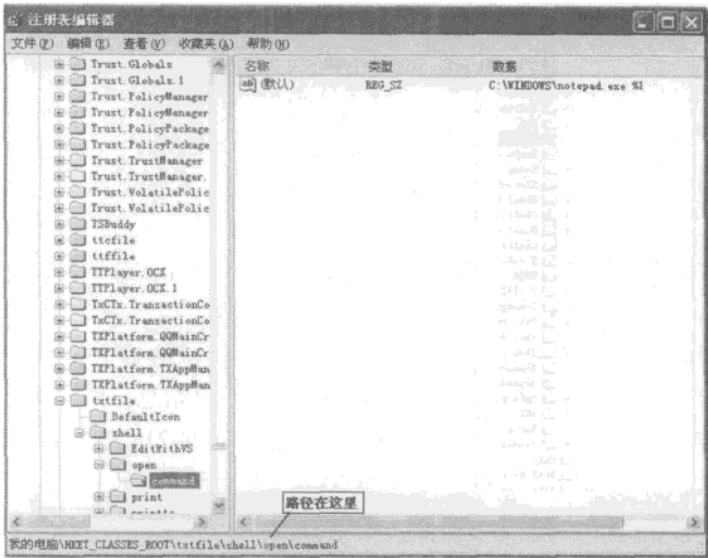 注册表编辑器
文件(F) 编辑(E) 查看(V) 收藏夹(A) 帮助(H)
Trust.Globals
Trust.Globals.1
Trust.PolicyManager
Trust.PolicyManager
Trust.PolicyPackage
Trust.PolicyPackage
Trust.TrustManager
Trust.TrustManager.
Trust.VolatilePolic
Trust.VolatilePolic
TSBuddy
ttcfile
ttffile
TTPlayer.OCX
TTPlayer.OCX.1
TxCTx.TransactionCo
TxCTx.TransactionCo
TXPlatform.QQMainCr
TXPlatform.QQMainCr
TXPlatform.TXAppMan
TXPlatform.TXAppMan
txtfile
DefaultIcon
shell
EditWithVS
open
command
print
printto
名称 类型 数据
ab (默认) REG_SZ C:\WINDOWS\notepad.exe %1
路径在这里
我的电脑\HKEY_CLASSES_ROOT\txtfile\shell\open\command